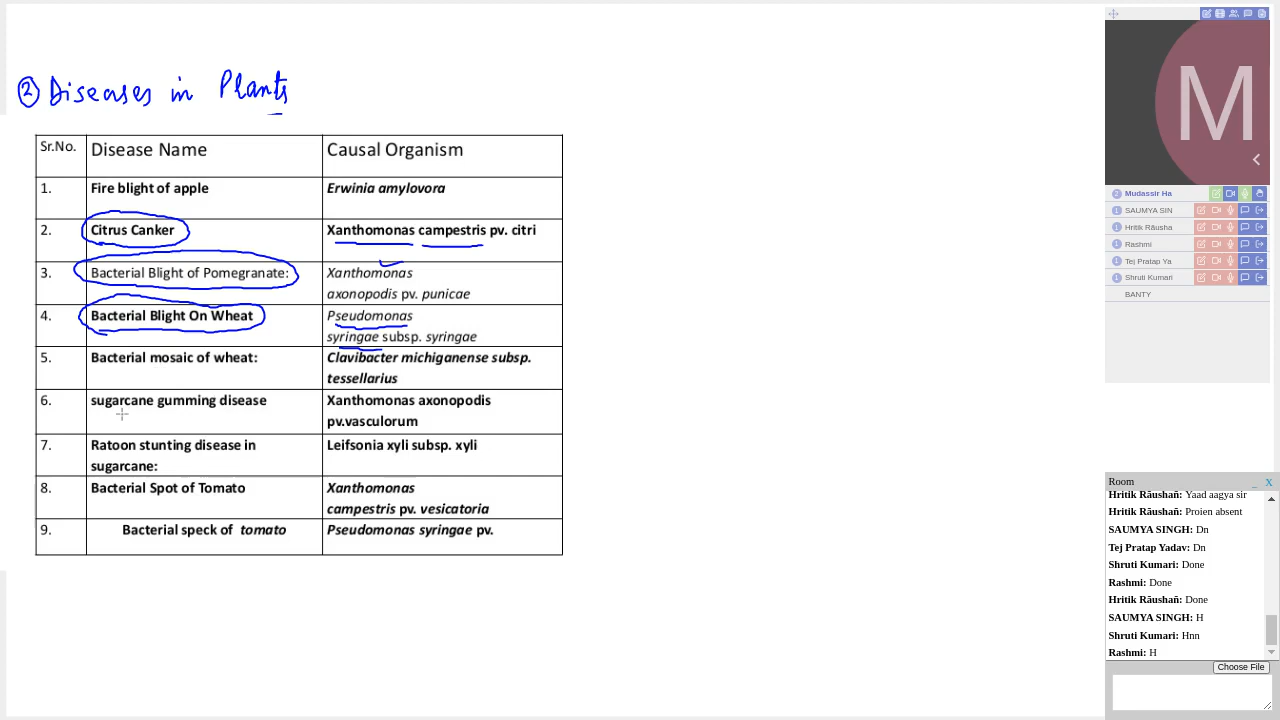 ② Diseases in Plants
Sr.No. Disease Name Causal Organism
1. Fire blight of apple Erwinia amylovora
2. Citrus Canker Xanthomonas campestris pv. citri
3. Bacterial Blight of Pomegranate: Xanthomonas
axonopodis pv. punicae
4. Bacterial Blight On Wheat Pseudomonas
syringae subsp. syringae
5. Bacterial mosaic of wheat: Clavibacter michiganense subsp.
tessellarius
6. sugarcane gumming disease Xanthomonas axonopodis
pv.vasculorum
7. Ratoon stunting disease in Leifsonia xyli subsp. xyli
sugarcane:
8. Bacterial Spot of Tomato Xanthomonas
campestris pv. vesicatoria
9. Bacterial speck of tomato Pseudomonas syringae pv.
M
Mudassir Ha
SAUMYA SIN
Hritik Răusha
Rashmi
Tej Pratap Ya
Shruti Kumari
BANTY
Room _ X
Hritik Răushañ: Yaad aagya sir
Hritik Răushañ: Proien absent
SAUMYA SINGH: Dn
Tej Pratap Yadav: Dn
Shruti Kumari: Done
Rashmi: Done
Hritik Răushañ: Done
SAUMYA SINGH: H
Shruti Kumari: Hnn
Rashmi: H
Choose File